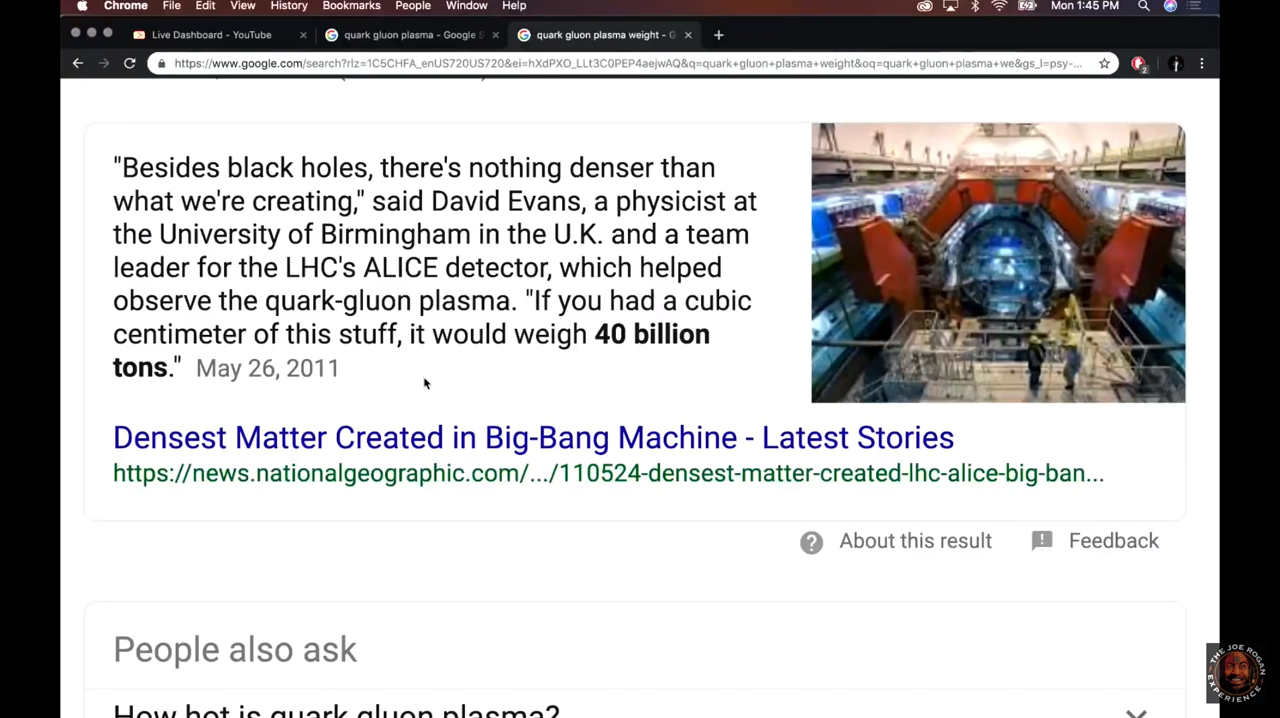 Chrome File Edit View History Bookmarks People Window Help Mon 1:45 PM
Live Dashboard - YouTube quark gluon plasma - Google S quark gluon plasma weight - G
https://www.google.com/search?rlz=1C5CHFA_enUS720US720&ei=hXdPXO_LLt3C0PEP4aejwAQ&q=quark+gluon+plasma+weight&oq=quark+gluon+plasma+we&gs_l=psy-...
2
"Besides black holes, there's nothing denser than
what we're creating," said David Evans, a physicist at
the University of Birmingham in the U.K. and a team
leader for the LHC's ALICE detector, which helped
observe the quark-gluon plasma. "If you had a cubic
centimeter of this stuff, it would weigh 40 billion
tons." May 26, 2011
Densest Matter Created in Big-Bang Machine - Latest Stories
https://news.nationalgeographic.com/.../110524-densest-matter-created-lhc-alice-big-ban...
About this result Feedback
People also ask
How hot is quark gluon plasma?
THE JOE ROGAN
EXPERIENCE